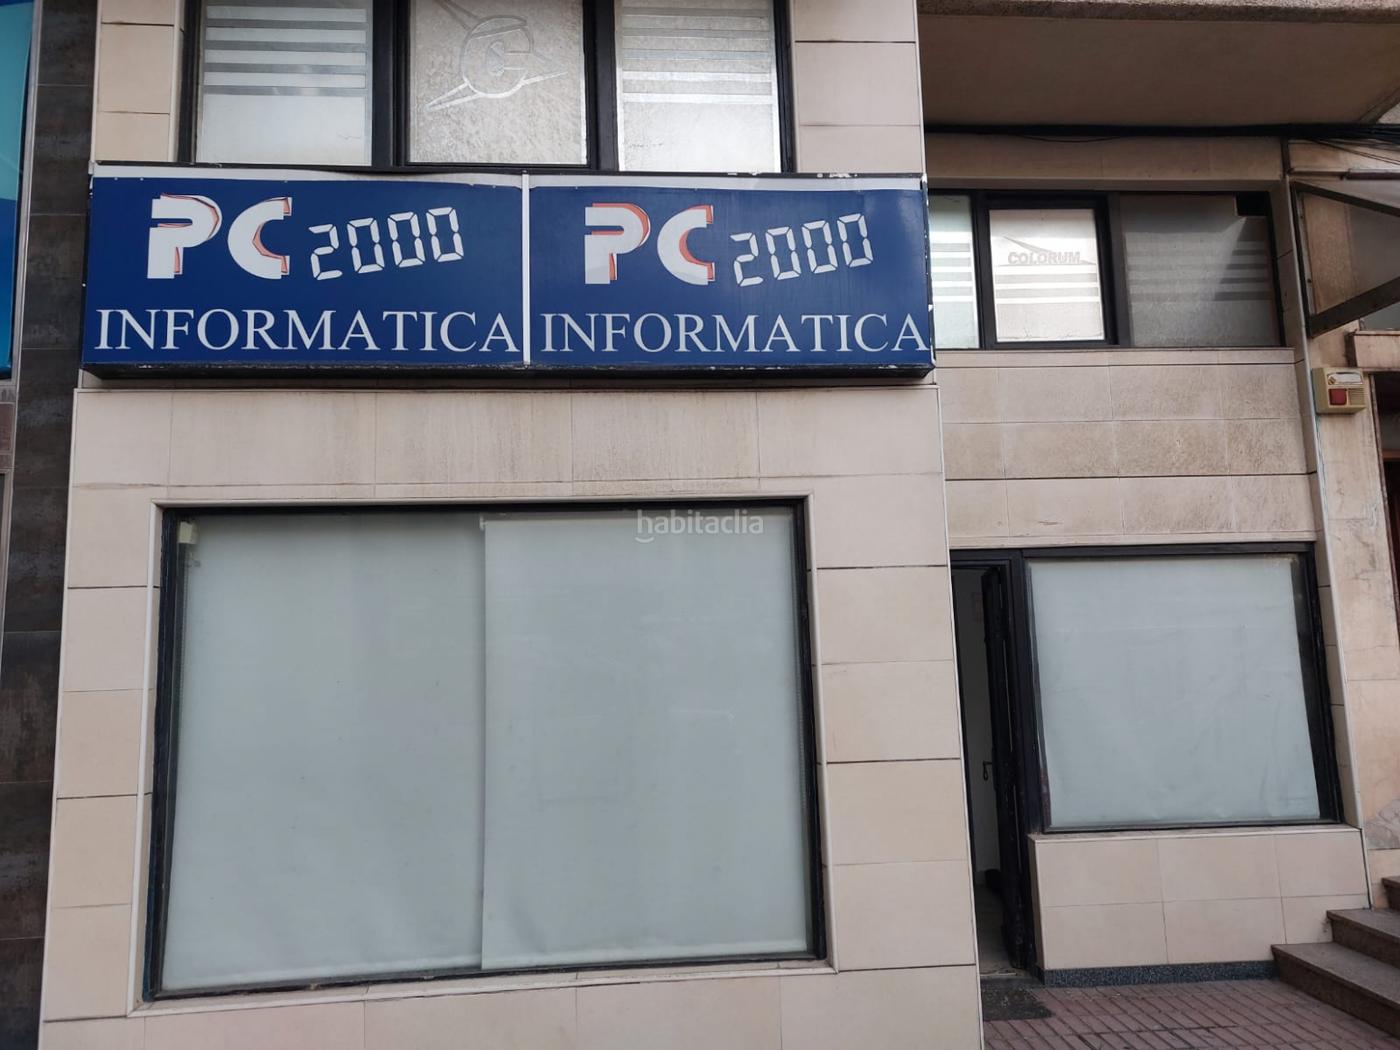 PC 2000
INFORMATICA
PC 2000
INFORMATICA
COLORUM
habitaclia